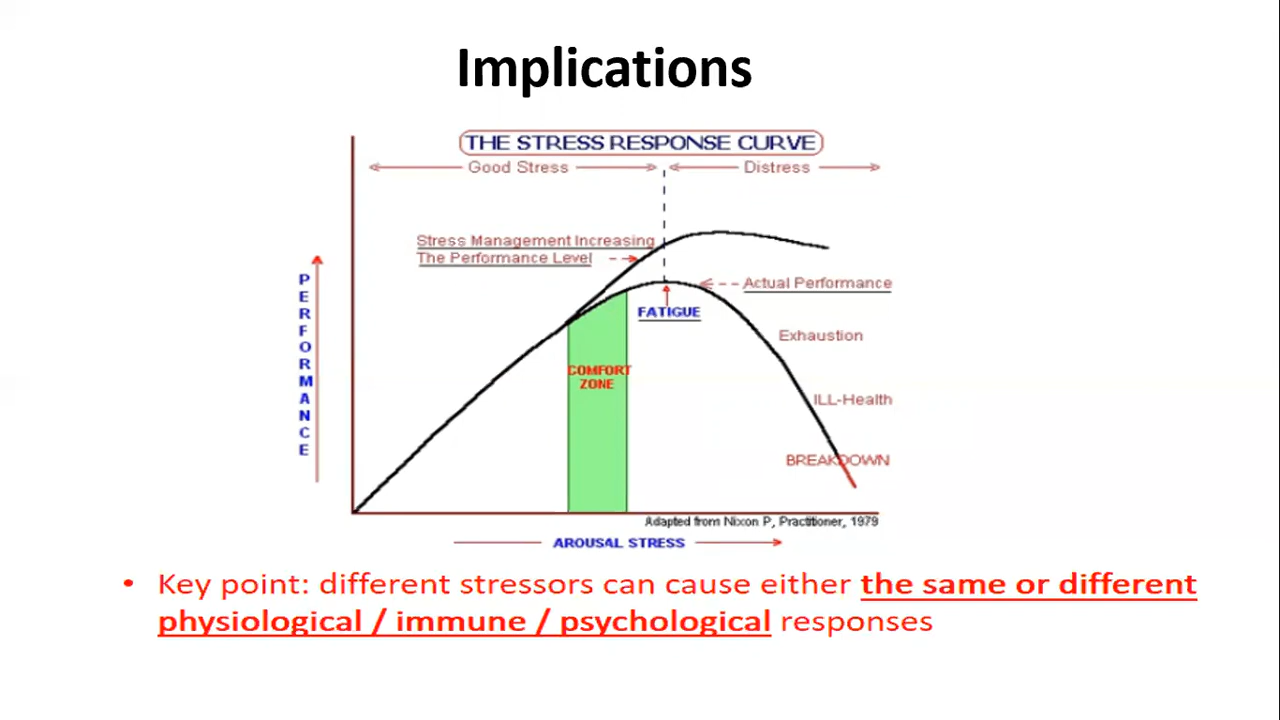 Implications
THE STRESS RESPONSE CURVE
Good Stress
Distress
Stress Management Increasing
The Performance Level
Actual Performance
FATIGUE
Exhaustion
COMFORT
ZONE
ILL-Health
BREAKDOWN
PERFORMANCE
Adapted from Nixon P, Practitioner, 1979
AROUSAL STRESS
• Key point: different stressors can cause either the same or different
physiological / immune / psychological responses